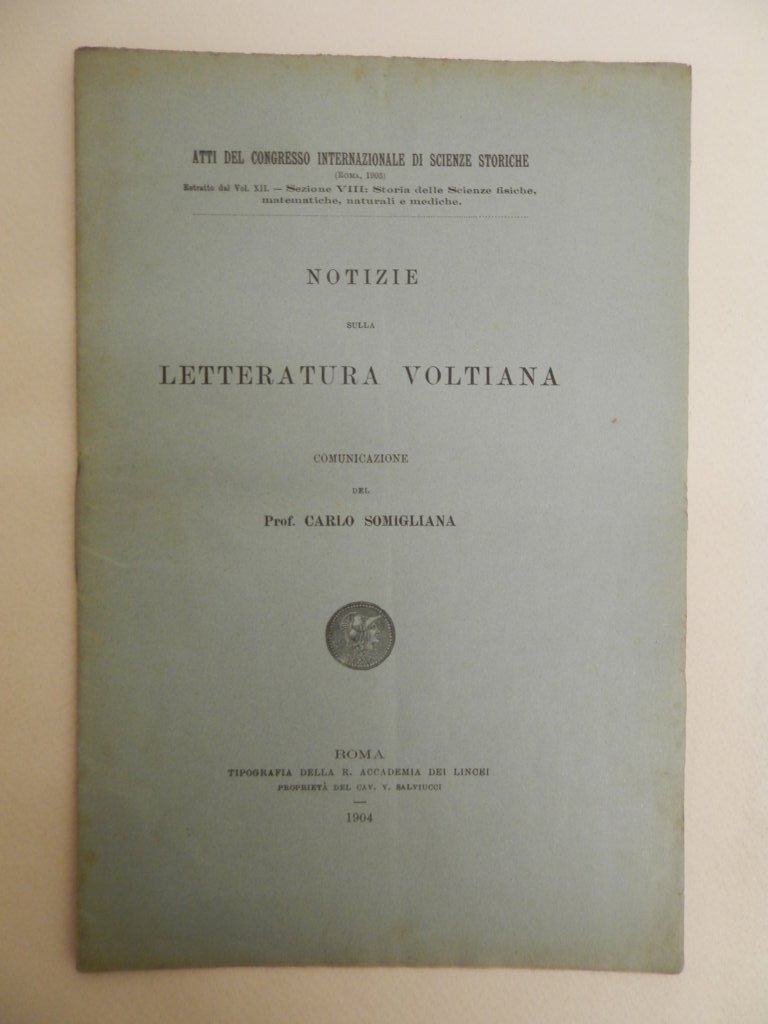 ATTI DEL CONGRESSO INTERNAZIONALE DI SCIENZE STORICHE
(ROMA, 1903)
Estratto dal Vol. XII. — Sezione VIII: Storia delle Scienze fisiche,
matematiche, naturali e mediche.
NOTIZIE
SULLA
LETTERATURA VOLTIANA
COMUNICAZIONE
DEL
Prof. CARLO SOMIGLIANA
ROMA
TIPOGRAFIA DELLA R. ACCADEMIA DEI LINCEI
PROPRIETÀ DEL CAV. V. SALVIUCCI
—
1904